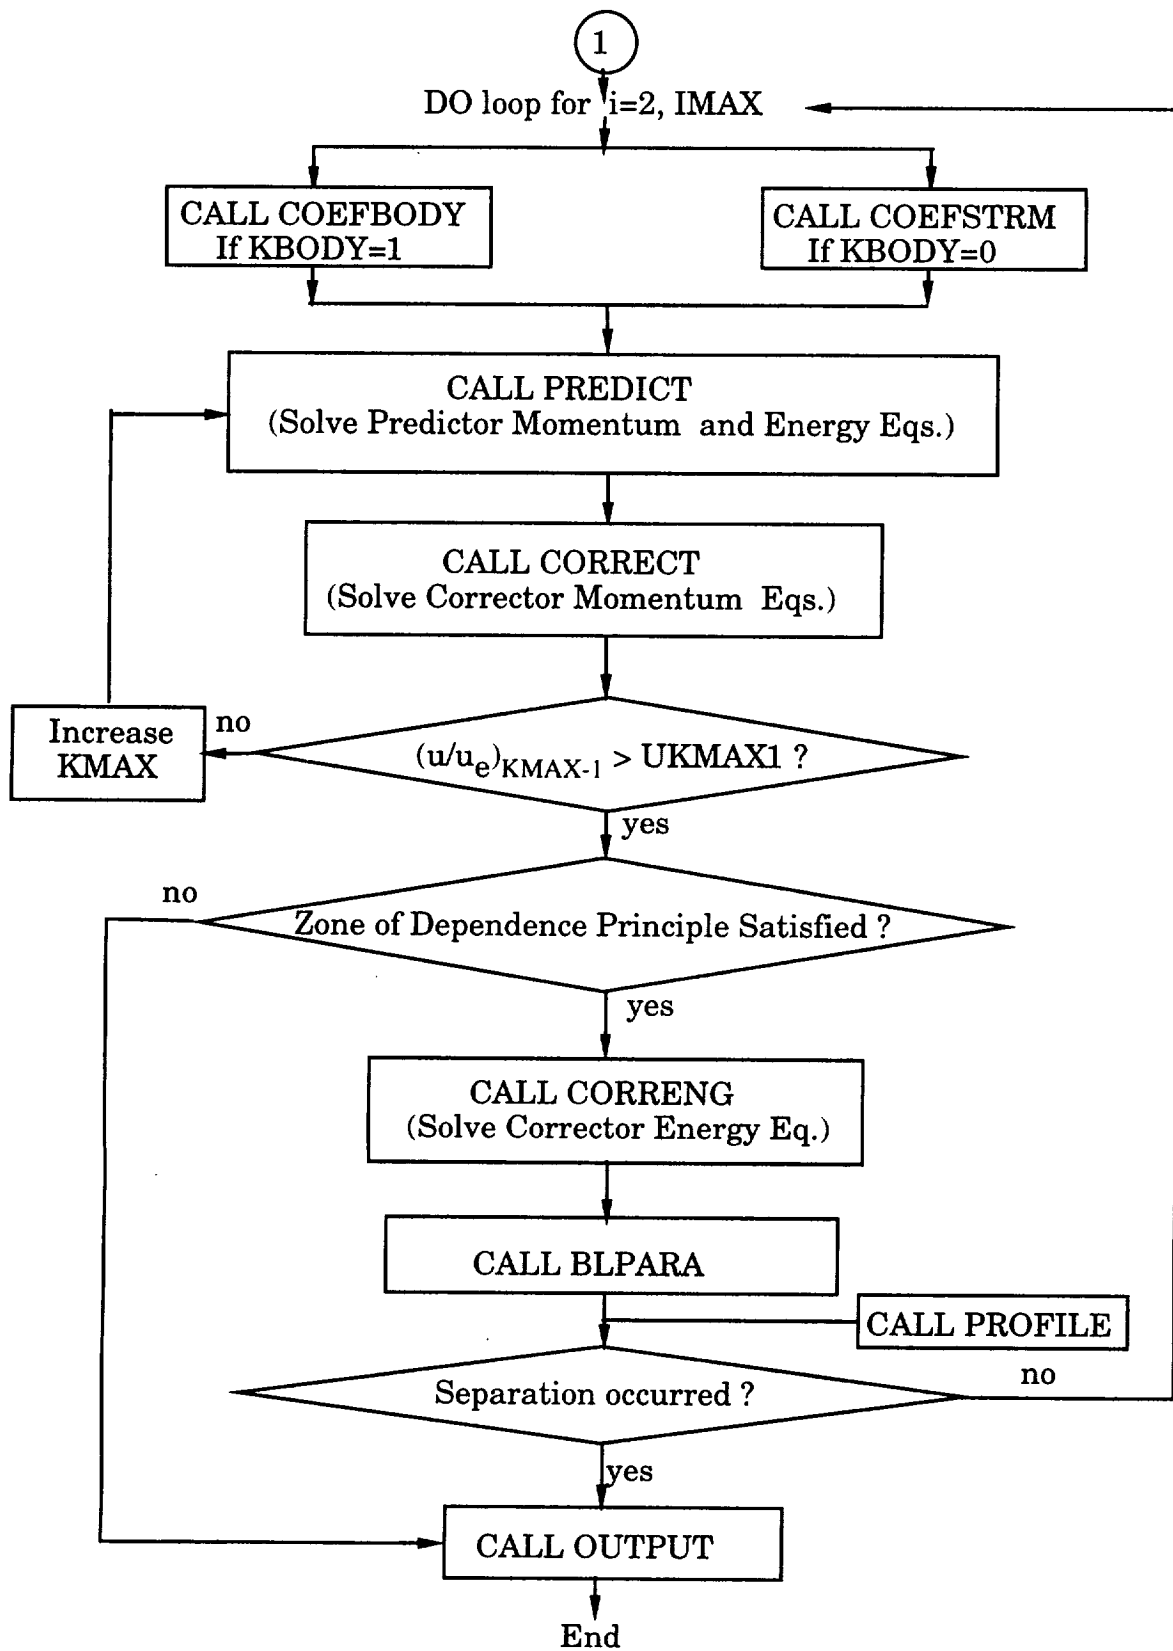 1
DO loop for i=2, IMAX
CALL COEFBODY
If KBODY=1
CALL COEFSTRM
If KBODY=0
CALL PREDICT
(Solve Predictor Momentum and Energy Eqs.)
CALL CORRECT
(Solve Corrector Momentum Eqs.)
Increase
KMAX
no
(u/u_e)_KMAX-1 > UKMAX1 ?
yes
no
Zone of Dependence Principle Satisfied ?
yes
CALL CORRENG
(Solve Corrector Energy Eq.)
CALL BLPARA
CALL PROFILE
Separation occurred ?
no
yes
CALL OUTPUT
End